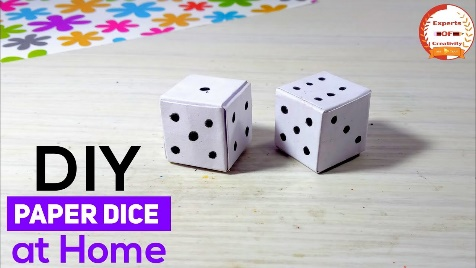 Experts
OF
Creativity
DIY
PAPER DICE
at Home